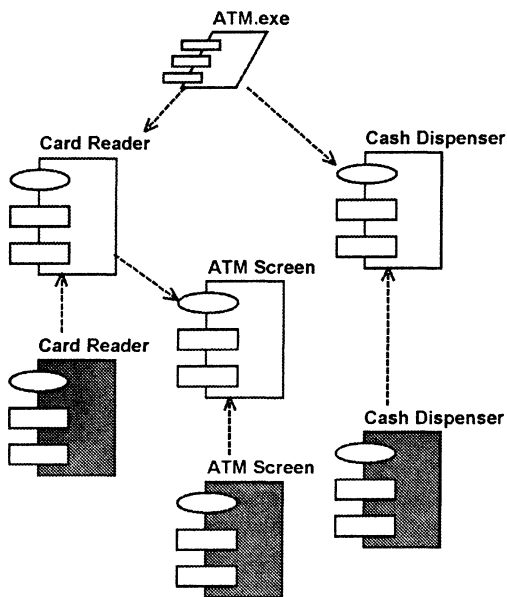 ATM.exe
Card Reader
Cash Dispenser
ATM Screen
Card Reader
Cash Dispenser
ATM Screen